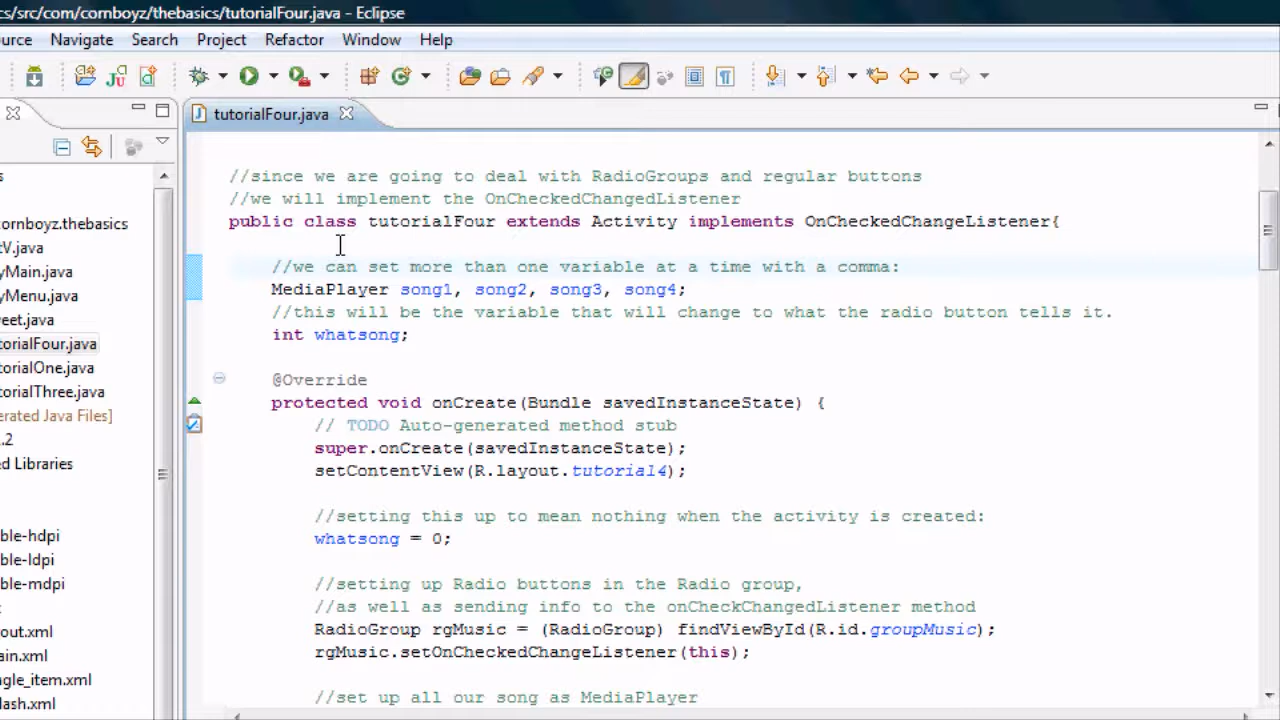 cs/src/com/cornboyz/thebasics/tutorialFour.java - Eclipse
ource Navigate Search Project Refactor Window Help
tutorialFour.java
s
cornboyz.thebasics
tV.java
yMain.java
yMenu.java
veet.java
torialFour.java
torialOne.java
torialThree.java
erated Java Files]
.2
ed Libraries
ble-hdpi
ble-ldpi
ble-mdpi
out.xml
ain.xml
gle_item.xml
lash.xml
//since we are going to deal with RadioGroups and regular buttons
//we will implement the OnCheckedChangedListener
public class tutorialFour extends Activity implements OnCheckedChangeListener{
//we can set more than one variable at a time with a comma:
MediaPlayer song1, song2, song3, song4;
//this will be the variable that will change to what the radio button tells it.
int whatsong;
@Override
protected void onCreate(Bundle savedInstanceState) {
// TODO Auto-generated method stub
super.onCreate(savedInstanceState);
setContentView(R.layout.tutorial4);
//setting this up to mean nothing when the activity is created:
whatsong = 0;
//setting up Radio buttons in the Radio group,
//as well as sending info to the onCheckChangedListener method
RadioGroup rgMusic = (RadioGroup) findViewById(R.id.groupMusic);
rgMusic.setOnCheckedChangeListener(this);
//set up all our song as MediaPlayer